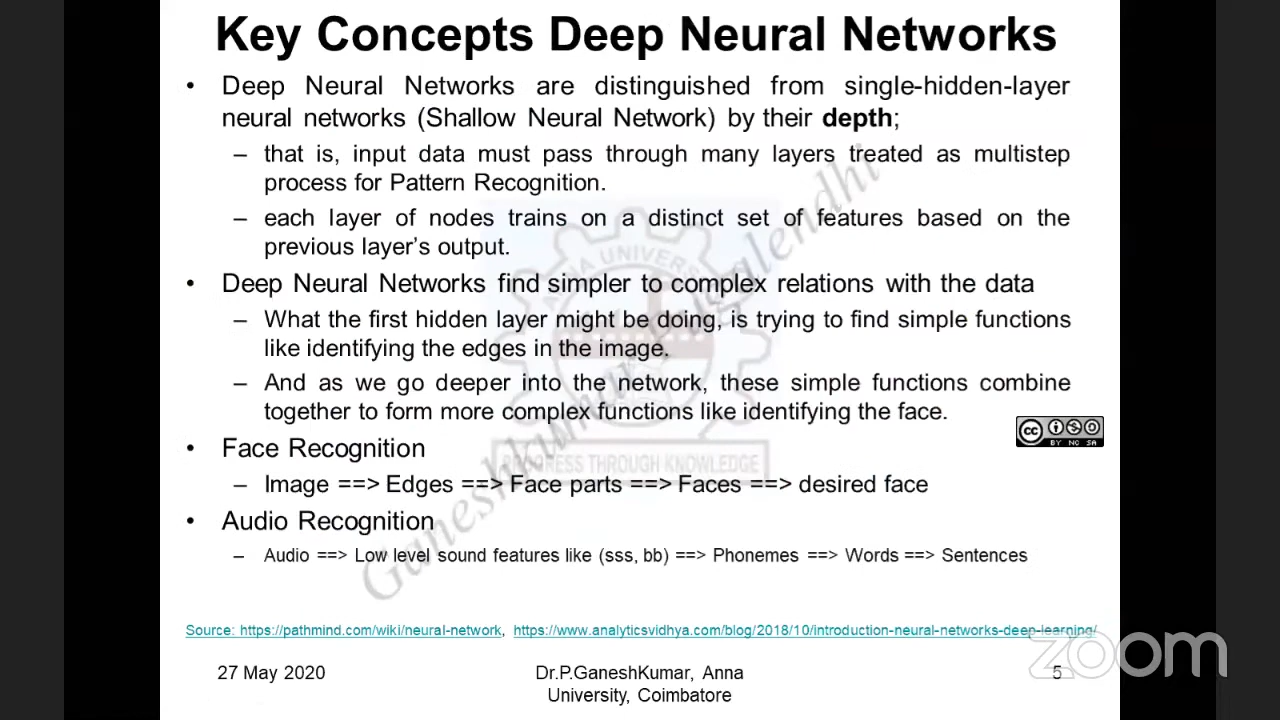 Key Concepts Deep Neural Networks
• Deep Neural Networks are distinguished from single-hidden-layer
neural networks (Shallow Neural Network) by their depth;
– that is, input data must pass through many layers treated as multistep
process for Pattern Recognition.
– each layer of nodes trains on a distinct set of features based on the
previous layer's output.
• Deep Neural Networks find simpler to complex relations with the data
– What the first hidden layer might be doing, is trying to find simple functions
like identifying the edges in the image.
– And as we go deeper into the network, these simple functions combine
together to form more complex functions like identifying the face.
cc
BY NC SA
• Face Recognition
– Image ==> Edges ==> Face parts ==> Faces ==> desired face
PROGRESS THROUGH KNOWLEDGE
• Audio Recognition
– Audio ==> Low level sound features like (sss, bb) ==> Phonemes ==> Words ==> Sentences
Source: https://pathmind.com/wiki/neural-network, https://www.analyticsvidhya.com/blog/2018/10/introduction-neural-networks-deep-learning/
zoom
27 May 2020
Dr.P.GaneshKumar, Anna
University, Coimbatore
5